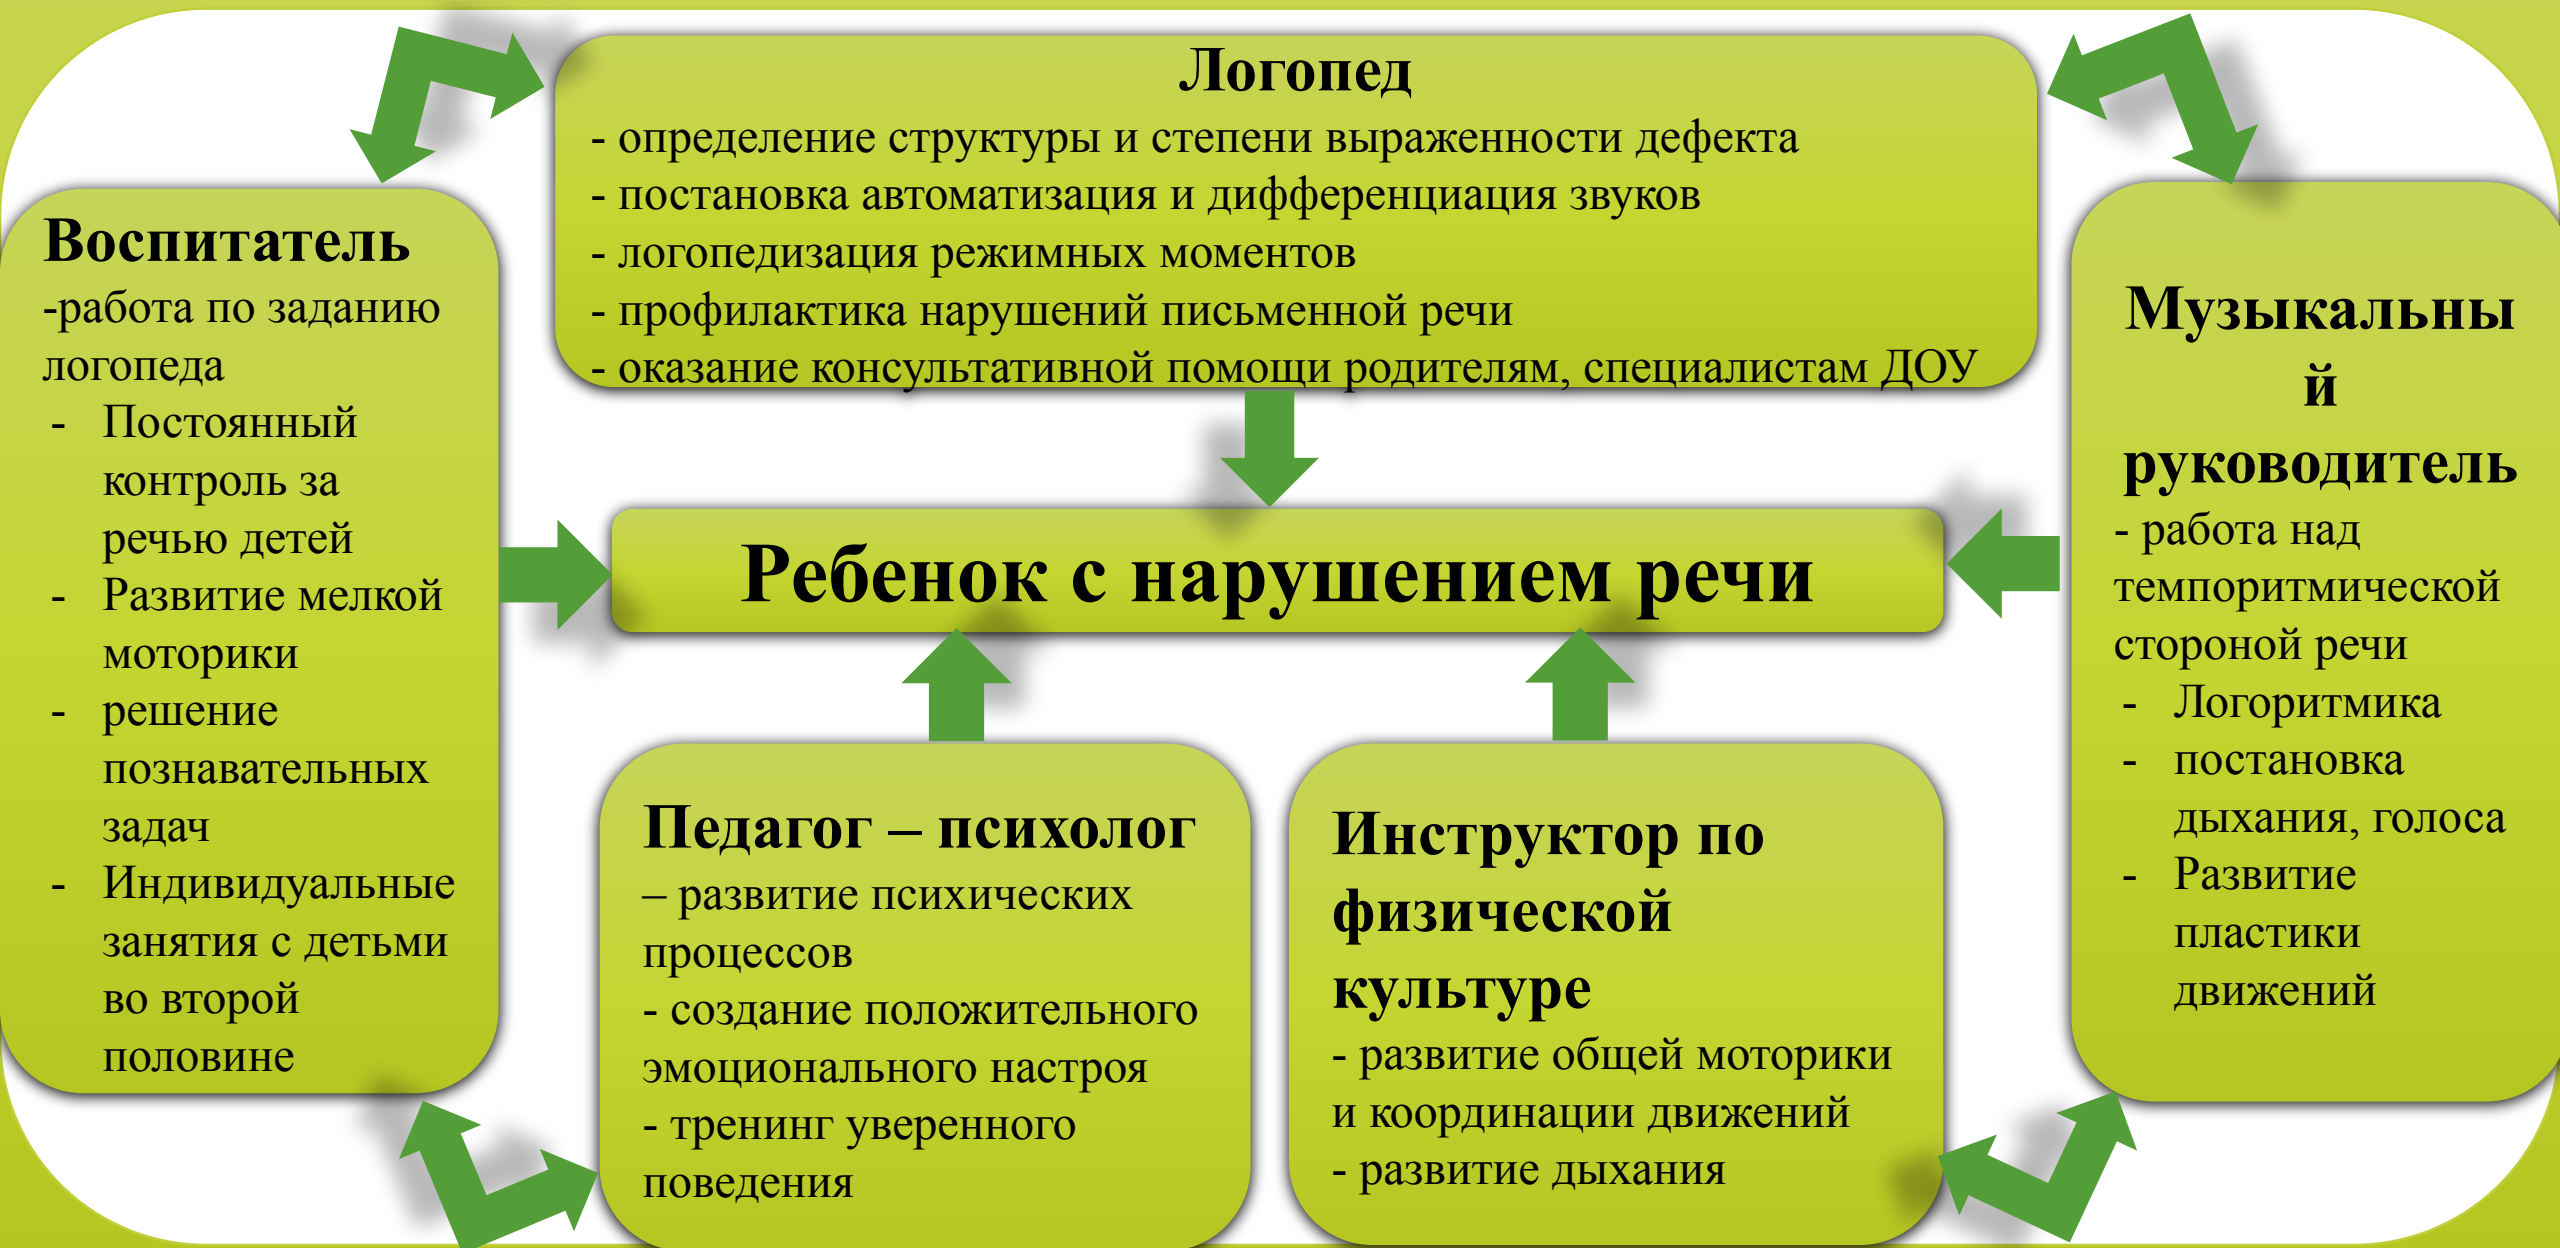 Логопед
- определение структуры и степени выраженности дефекта
- постановка автоматизация и дифференциация звуков
- логопедизация режимных моментов
- профилактика нарушений письменной речи
- оказание консультативной помощи родителям, специалистам ДОУ
Воспитатель
-работа по заданию
логопеда
- Постоянный
контроль за
речью детей
- Развитие мелкой
моторики
- решение
познавательных
задач
- Индивидуальные
занятия с детьми
во второй
половине
Ребенок с нарушением речи
Музыкальны
й
руководитель
- работа над
темпоритмической
стороной речи
- Логоритмика
- постановка
дыхания, голоса
- Развитие
пластики
движений
Педагог – психолог
– развитие психических
процессов
- создание положительного
эмоционального настроя
- тренинг уверенного
поведения
Инструктор по
физической
культуре
- развитие общей моторики
и координации движений
- развитие дыхания